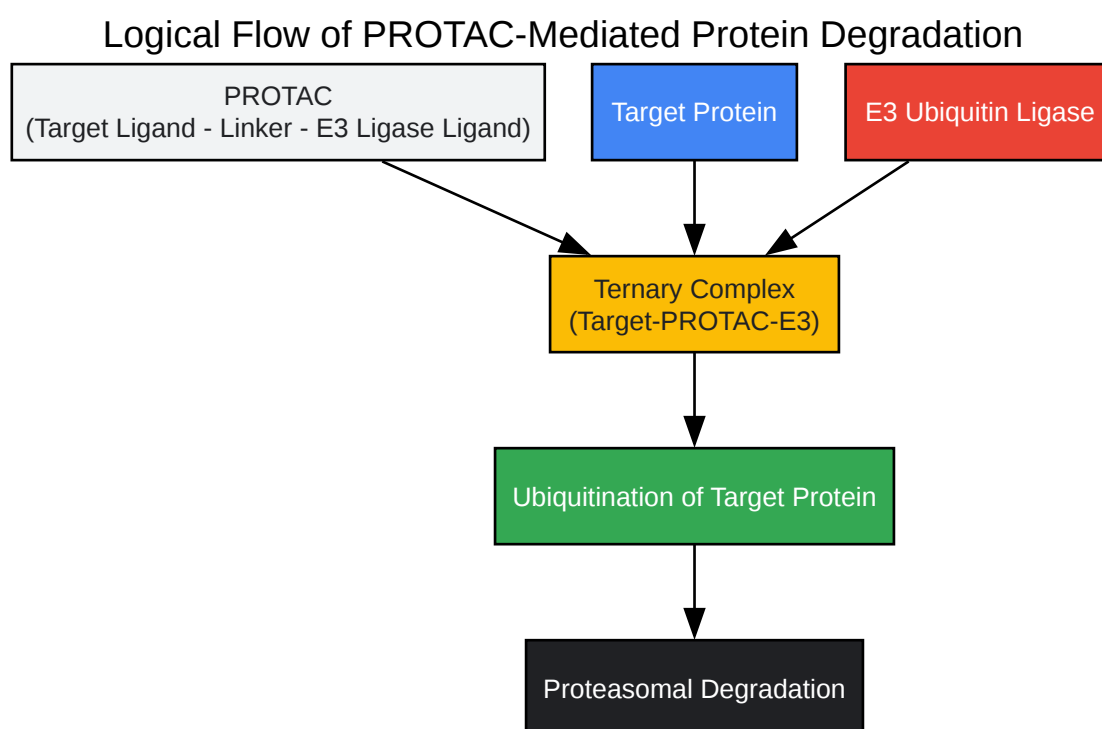 Logical Flow of PROTAC-Mediated Protein Degradation
PROTAC
(Target Ligand - Linker - E3 Ligase Ligand)
Target Protein
E3 Ubiquitin Ligase
Ternary Complex
(Target-PROTAC-E3)
Ubiquitination of Target Protein
Proteasomal Degradation